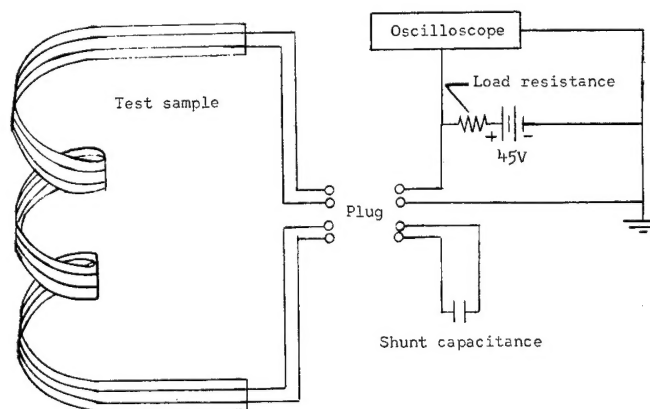 Oscilloscope
Load resistance
Test sample
+ -
45V
Plug
Shunt capacitance